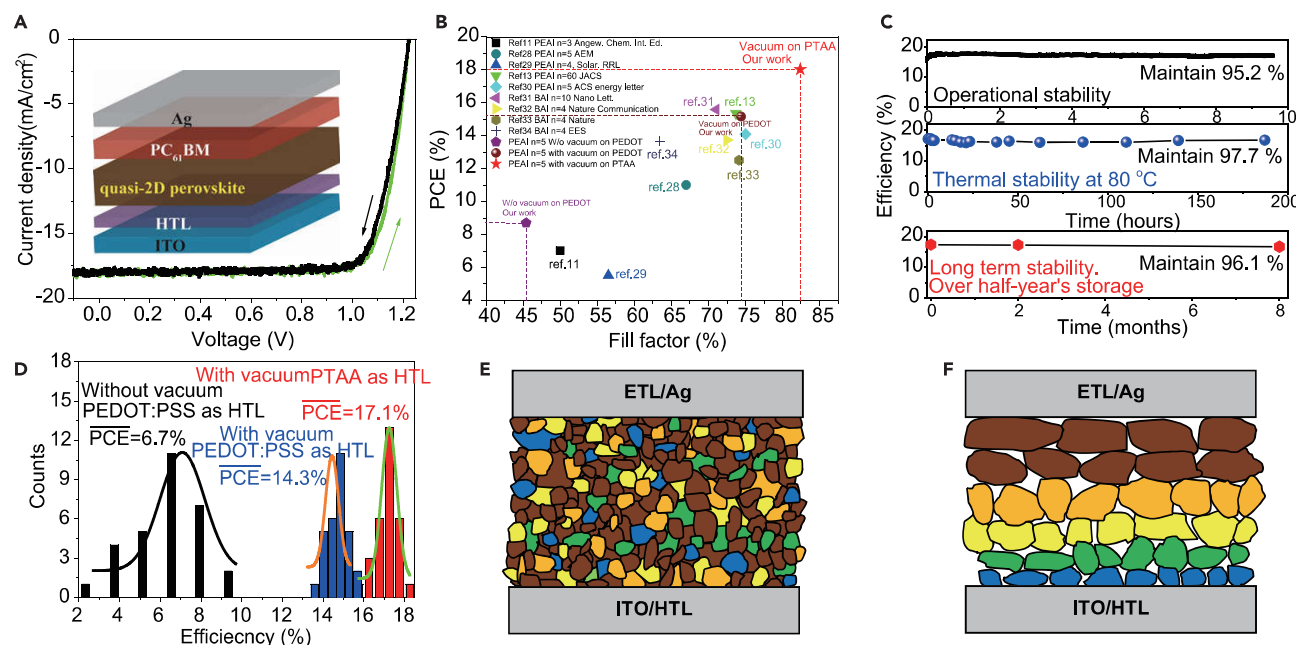 A
0
-5
-10
-15
-20
Current density(mA/cm²)
Ag
PC₆₁BM
quasi-2D perovskite
HTL
ITO
0.0
0.2
0.4
0.6
0.8
1.0
1.2
Voltage (V)
B
20
18
16
14
12
10
8
6
4
PCE (%)
Ref11 PEAI n=3 Angew. Chem. Int. Ed.
Ref28 PEAI n=5 AEM
Ref29 PEAI n=4, Solar. RRL
Ref13 PEAI n=60 JACS
Ref30 PEAI n=5 ACS energy letter
Ref31 BAI n=10 Nano Lett.
Ref32 BAI n=4 Nature Communication
Ref33 BAI n=4 Nature
Ref34 BAI n=4 EES
PEAI n=5 W/o vacuum on PEDOT
PEAI n=5 with vacuum on PEDOT
PEAI n=5 with vacuum on PTAA
Vacuum on PTAA
Our work
ref.31
ref.13
Vacuum on PEDOT
Our work
ref.34
ref.32
ref.30
ref.33
ref.28
W/o vacuum on PEDOT
Our work
ref.11
ref.29
40
45
50
55
60
65
70
75
80
85
Fill factor (%)
C
Efficiency (%)
20
10
0
Maintain 95.2 %
Operational stability
0
2
4
6
8
10
20
10
0
Maintain 97.7 %
Thermal stability at 80 °C
0
50
100
150
200
Time (hours)
20
10
0
Long term stability.
Maintain 96.1 %
Over half-year's storage
0
2
4
6
8
Time (months)
D
18
15
12
9
6
3
0
Counts
Without vacuum
PEDOT:PSS as HTL
PCE=6.7%
With vacuumPTAA as HTL
PCE=17.1%
With vacuum
PEDOT:PSS as HTL
PCE=14.3%
2
4
6
8
10
12
14
16
18
Efficiecncy (%)
E
ETL/Ag
ITO/HTL
F
ETL/Ag
ITO/HTL